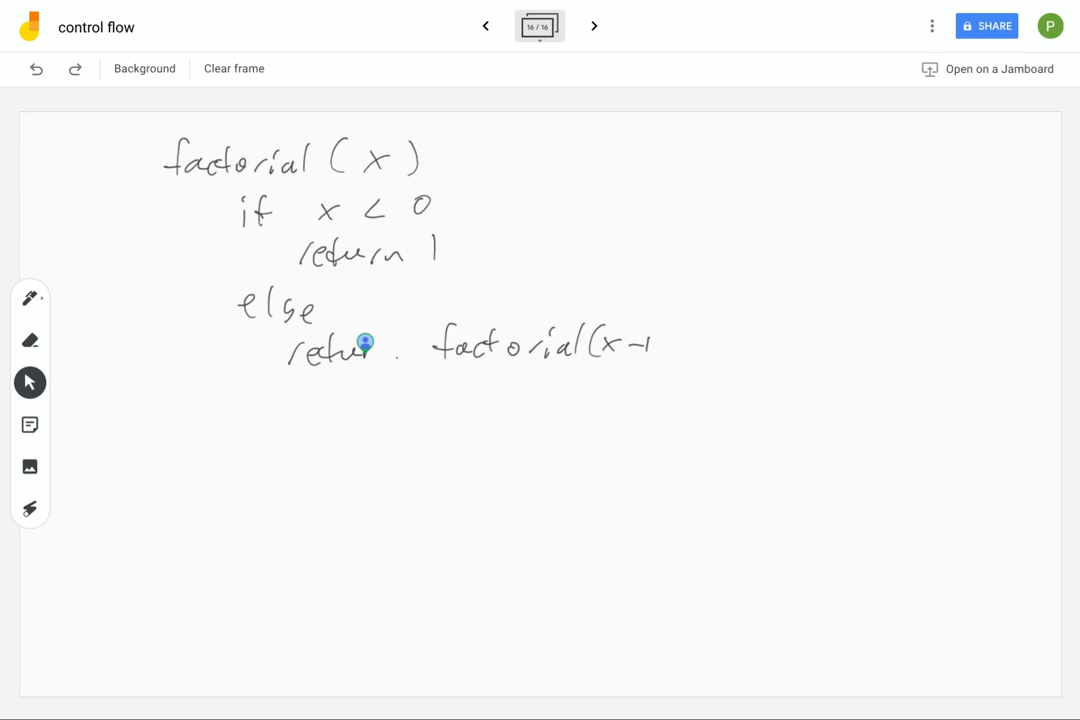 control flow
16 / 16
SHARE
P
Background
Clear frame
Open on a Jamboard
factorial ( x )
if x < 0
return 1
else
retur . factorial(x-1